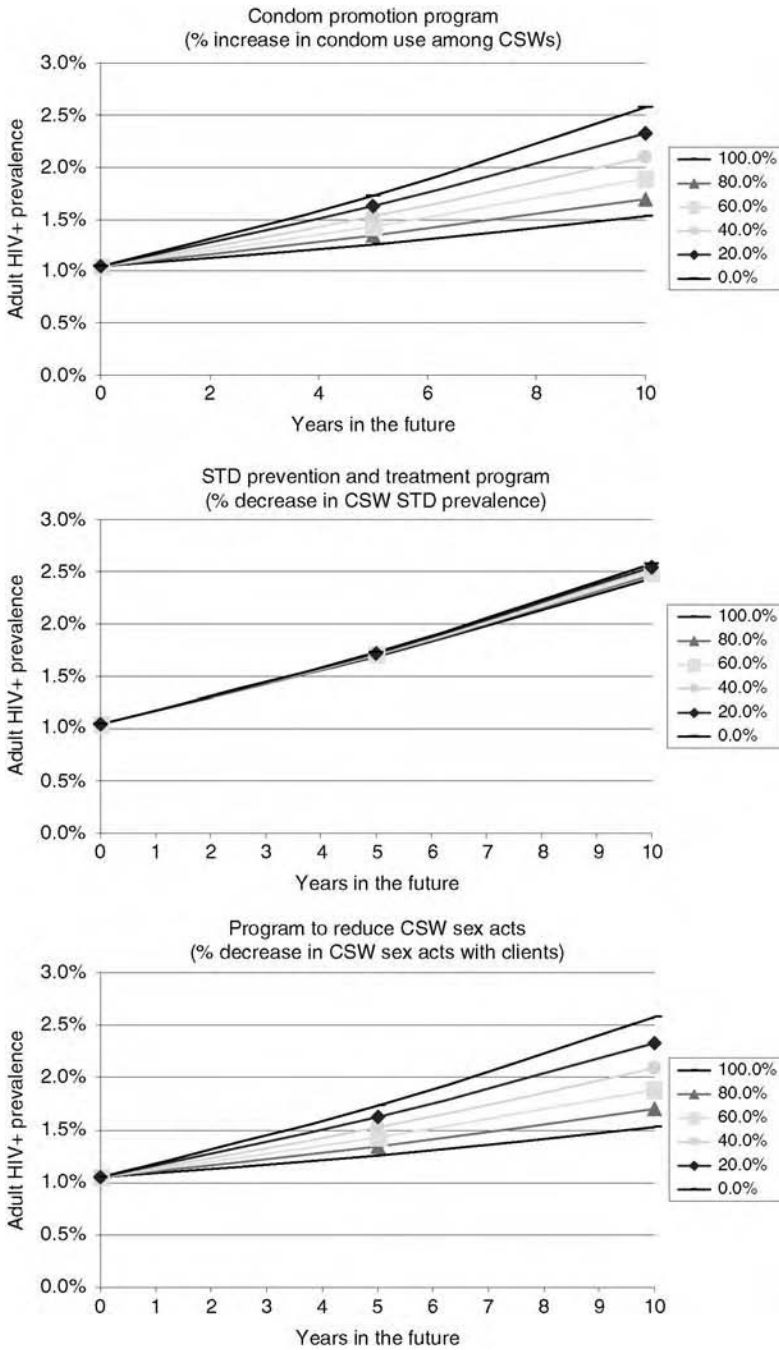 Condom promotion program
(% increase in condom use among CSWs)
3.0%
2.5%
2.0%
1.5%
1.0%
0.5%
0.0%
Adult HIV+ prevalence
0 2 4 6 8 10
Years in the future
100.0%
80.0%
60.0%
40.0%
20.0%
0.0%
STD prevention and treatment program
(% decrease in CSW STD prevalence)
3.0%
2.5%
2.0%
1.5%
1.0%
0.5%
0.0%
Adult HIV+ prevalence
0 1 2 3 4 5 6 7 8 9 10
Years in the future
100.0%
80.0%
60.0%
40.0%
20.0%
0.0%
Program to reduce CSW sex acts
(% decrease in CSW sex acts with clients)
3.0%
2.5%
2.0%
1.5%
1.0%
0.5%
0.0%
Adult HIV+ prevalence
0 1 2 3 4 5 6 7 8 9 10
Years in the future
100.0%
80.0%
60.0%
40.0%
20.0%
0.0%